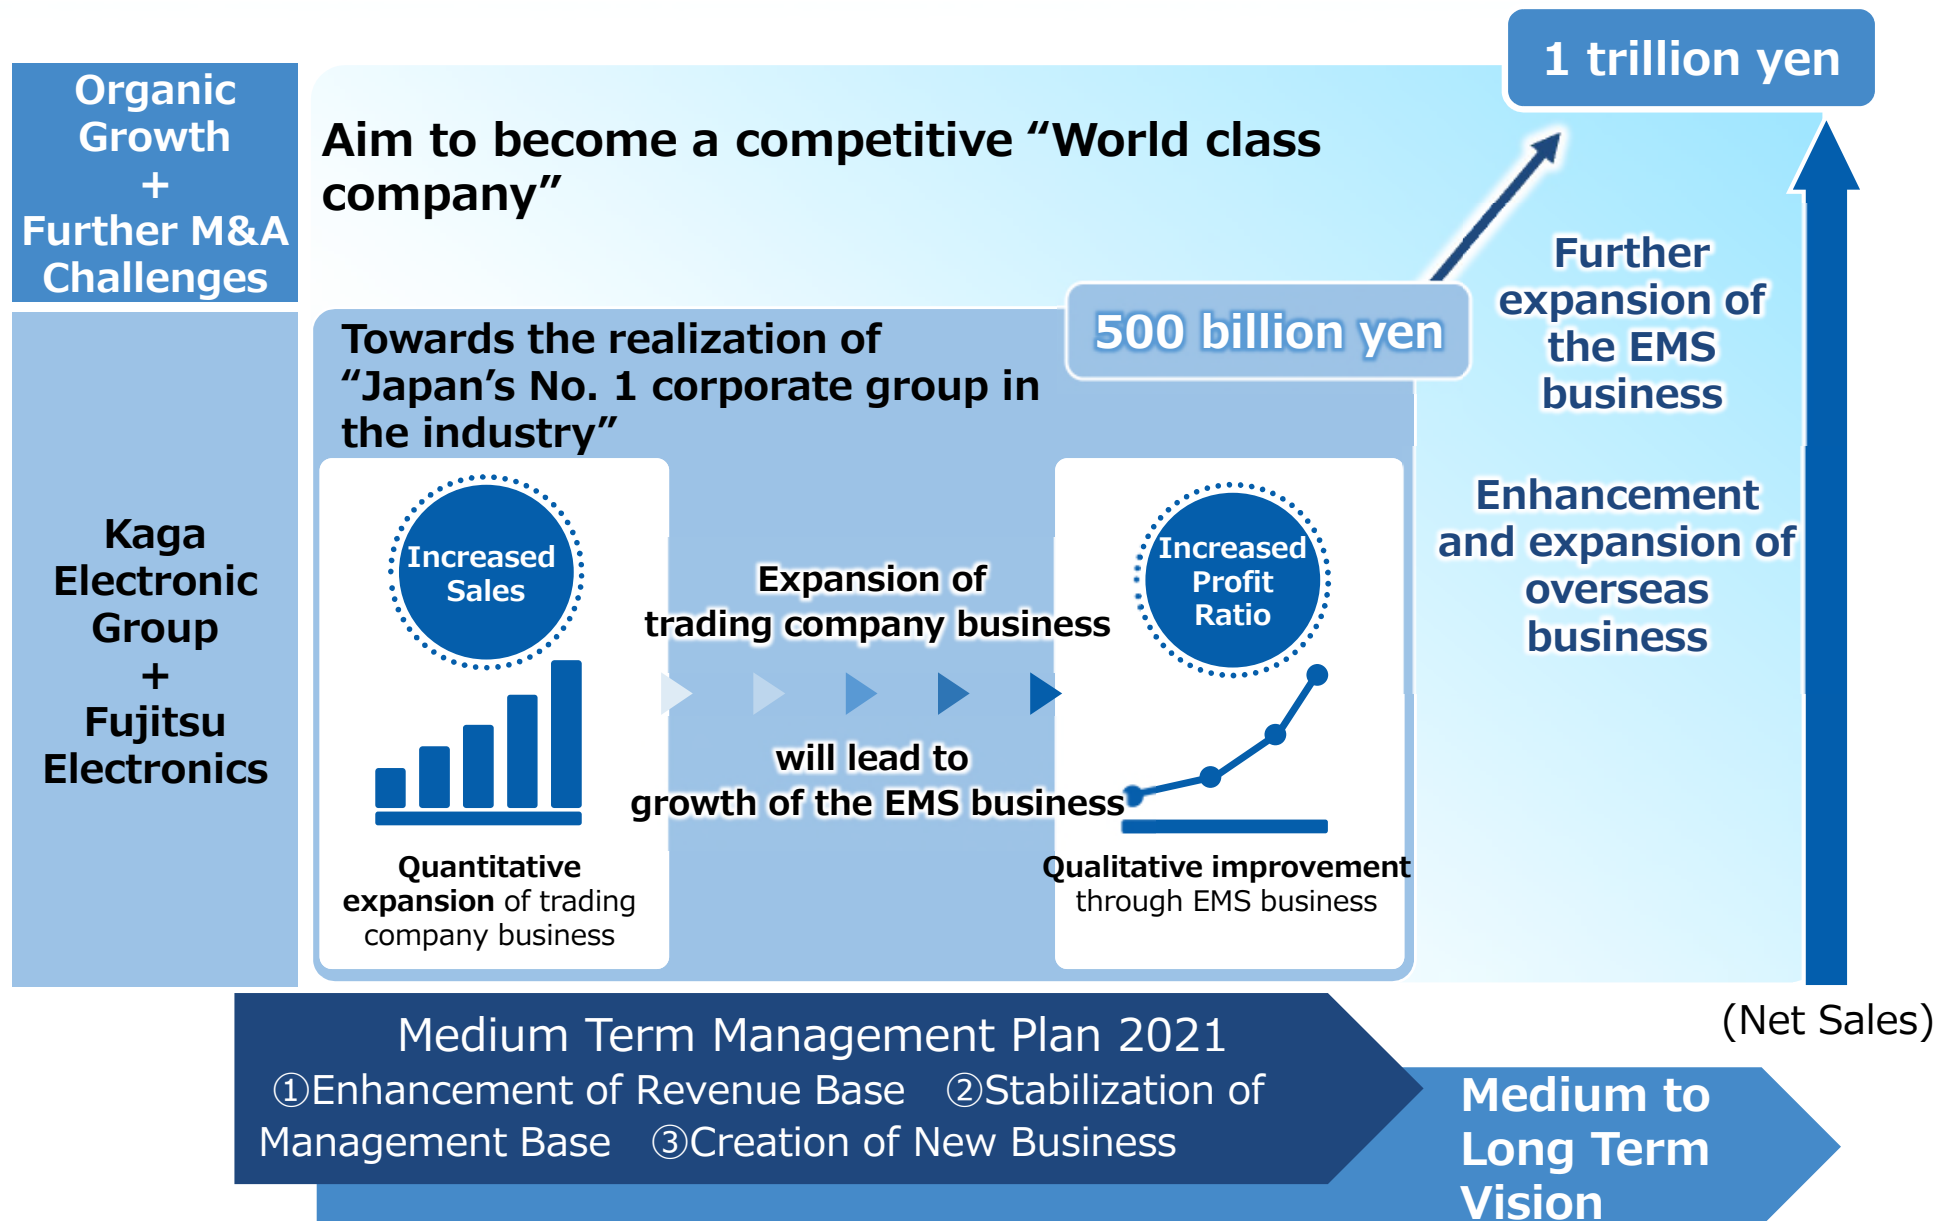 1 trillion yen
Organic
Growth
+
Further M&A
Challenges
Aim to become a competitive “World class
company”
Further
expansion of
the EMS
business
Enhancement
and expansion of
overseas
business
500 billion yen
Towards the realization of
“Japan’s No. 1 corporate group in
the industry”
Kaga
Electronic
Group
+
Fujitsu
Electronics
Increased
Sales
Quantitative
expansion of trading
company business
Expansion of
trading company business
will lead to
growth of the EMS business
Increased
Profit
Ratio
Qualitative improvement
through EMS business
(Net Sales)
Medium Term Management Plan 2021
①Enhancement of Revenue Base ②Stabilization of
Management Base ③Creation of New Business
Medium to
Long Term
Vision